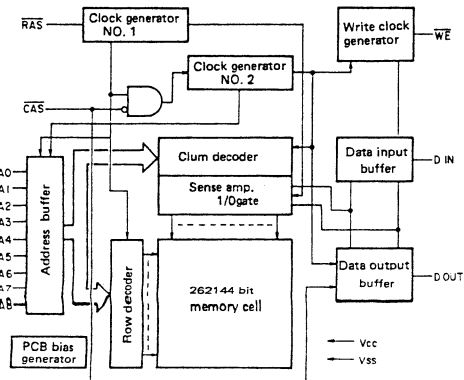 RAS
Clock generator
NO. 1
Write clock
generator
WE
Clock generator
NO. 2
CAS
Clum decoder
Data input
buffer
D IN
Sense amp.
1/0gate
A0
A1
A2
A3
A4
A5
A6
A7
A8
Address buffer
Row decoder
262144 bit
memory cell
Data output
buffer
D OUT
PCB bias
generator
Vcc
VSS